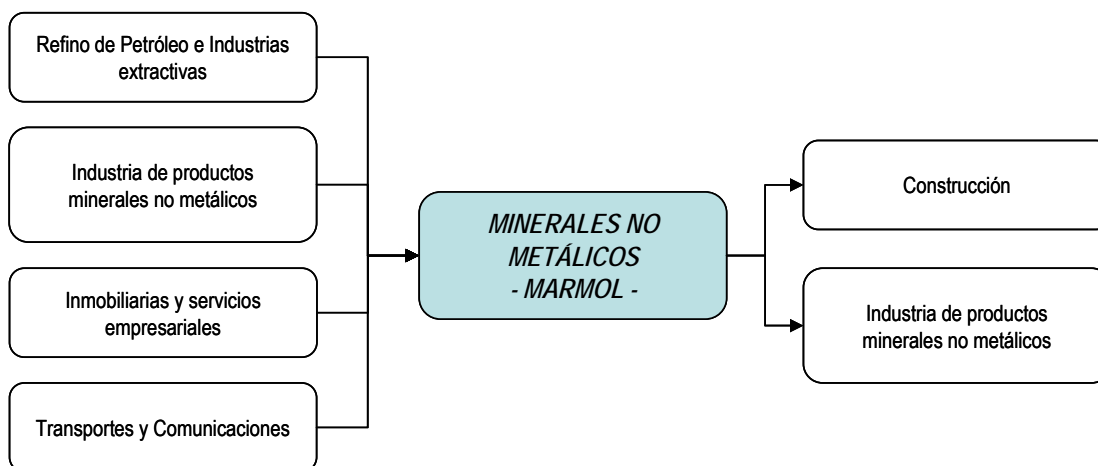 Refino de Petróleo e Industrias
extractivas
Industria de productos
minerales no metálicos
Inmobiliarias y servicios
empresariales
Transportes y Comunicaciones
MINERALES NO
METÁLICOS
- MARMOL -
Construcción
Industria de productos
minerales no metálicos